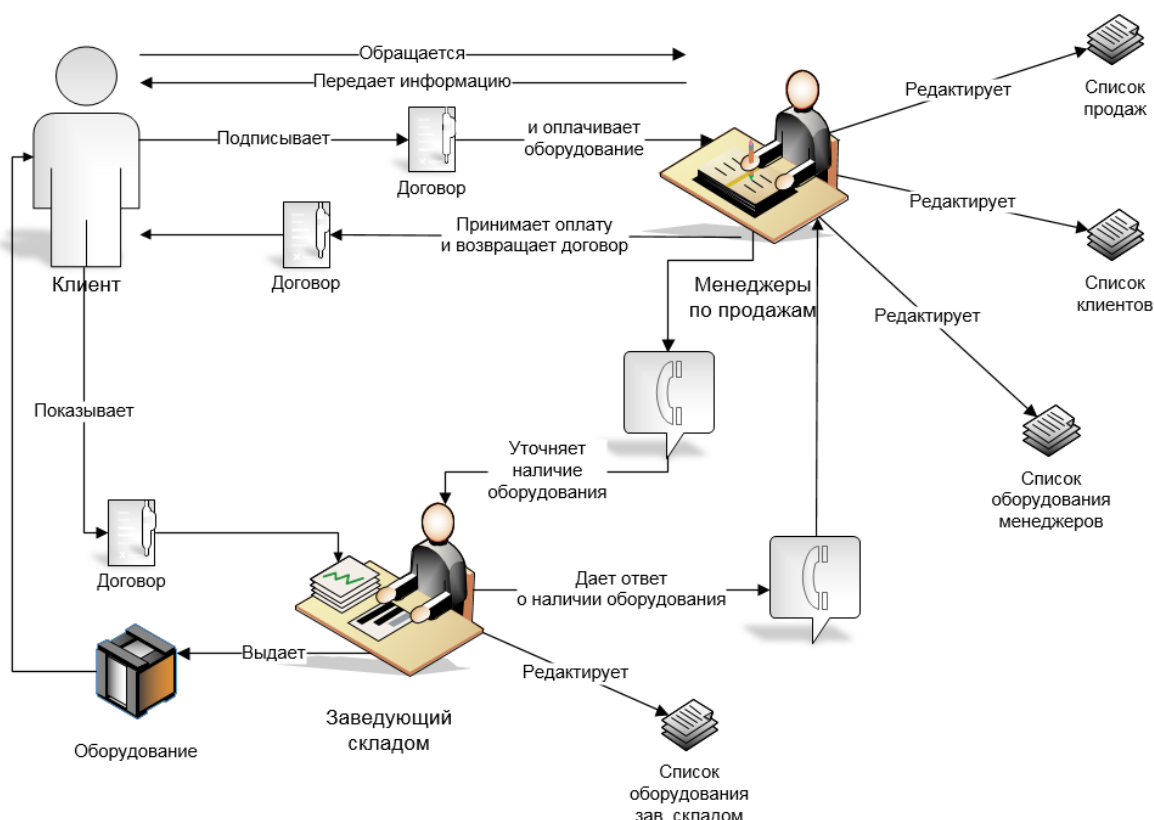 Обращается
Передает информацию
Подписывает
Договор
и оплачивает
оборудование
Редактирует
Список
продаж
Редактирует
Список
клиентов
Принимает оплату
и возвращает договор
Договор
Клиент
Менеджеры
по продажам
Редактирует
Список
оборудования
менеджеров
Показывает
Уточняет
наличие
оборудования
Договор
Дает ответ
о наличии оборудования
Выдает
Оборудование
Заведующий
складом
Редактирует
Список
оборудования
зав. складом